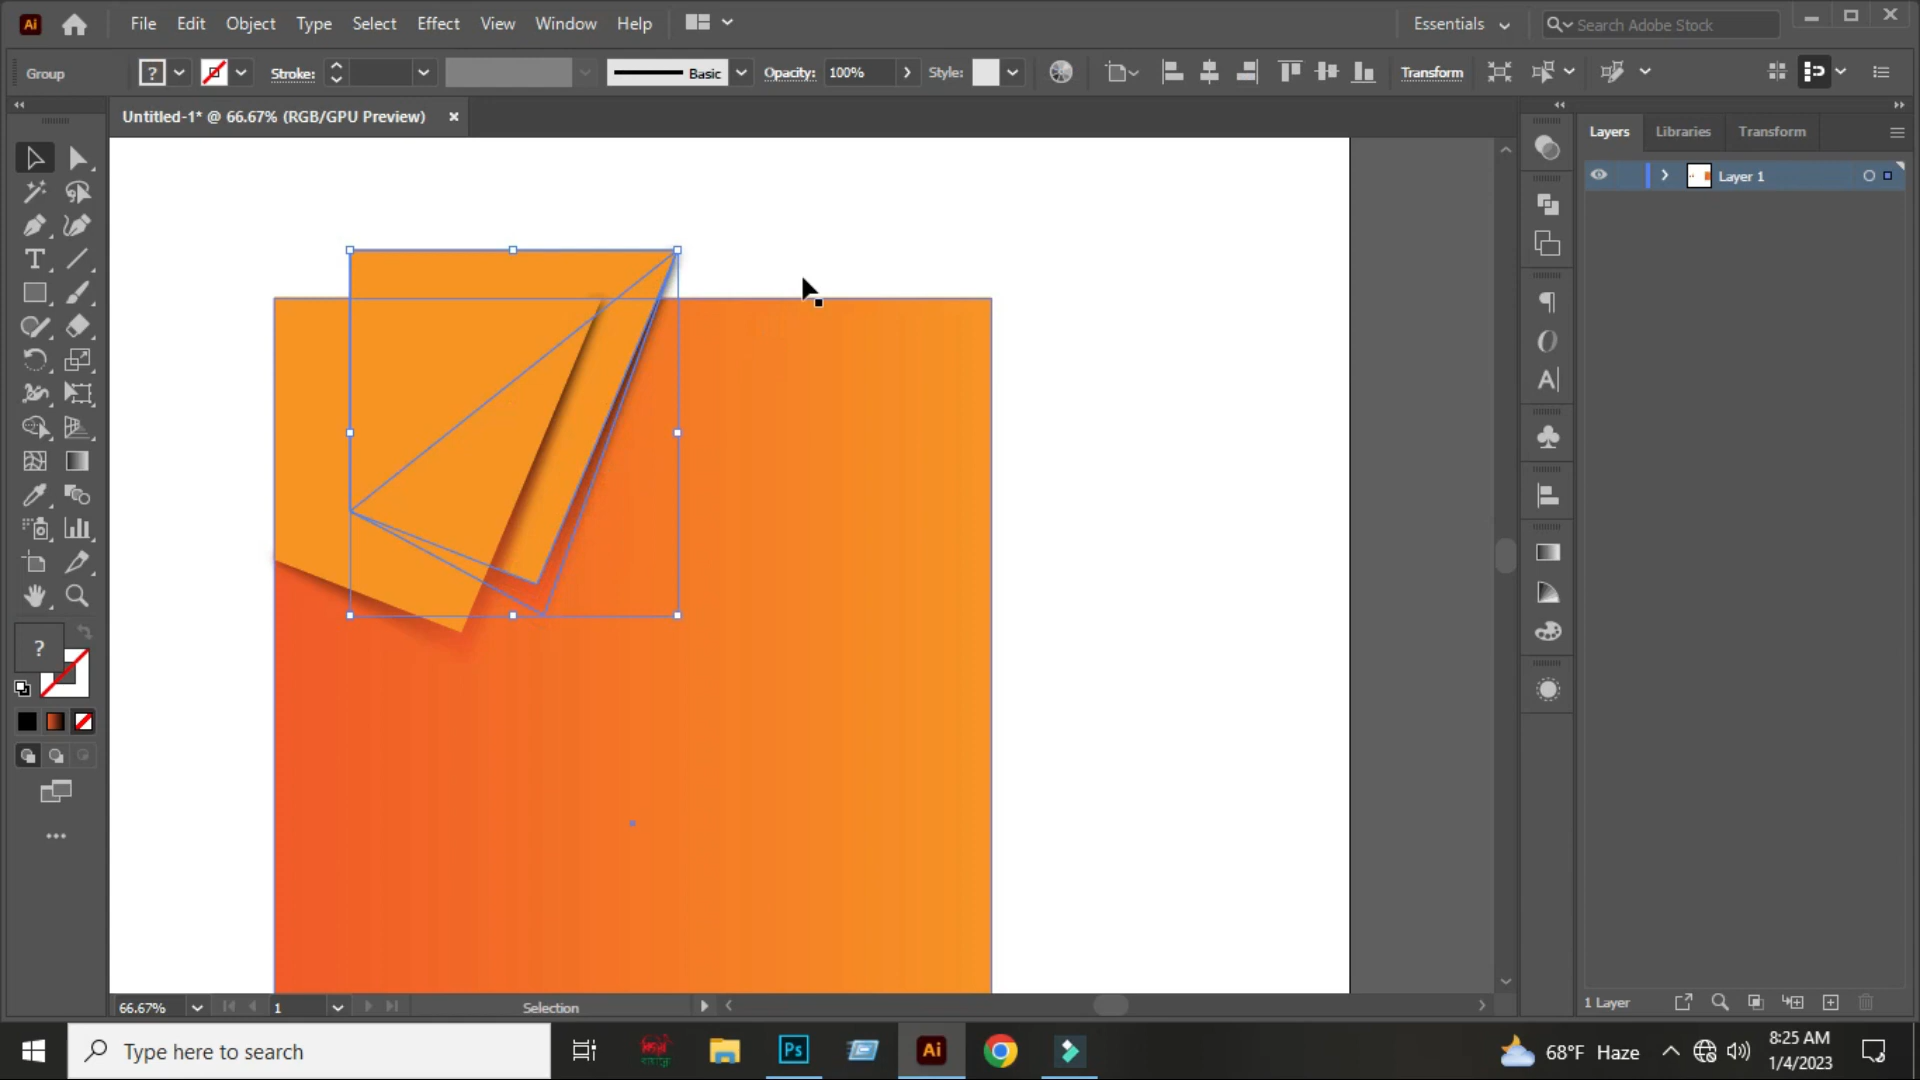 Ai File Edit Object Type Select Effect View Window Help Essentials Search Adobe Stock
Group ? Stroke: Basic Opacity: 100% Style: Transform
Untitled-1* @ 66.67% (RGB/GPU Preview)
Layers Libraries Transform
Layer 1
?
66.67% 1 Selection
1 Layer
Type here to search
Ps
Ai
68°F Haze
8:25 AM
1/4/2023